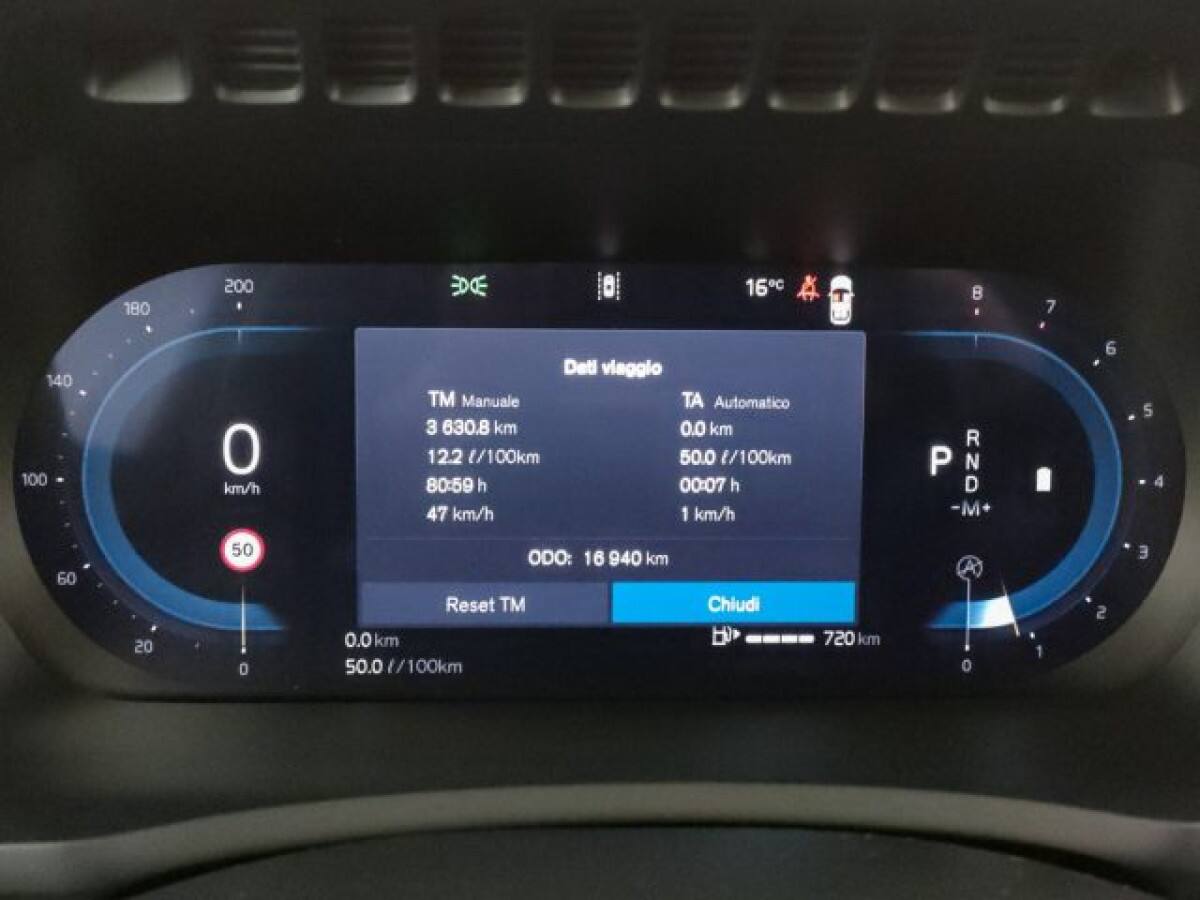 200
180
140
100
60
20
0
0
km/h
50
16°C
Dati viaggio
TM Manuale
3 630.8 km
12.2 ℓ/100km
80:59 h
47 km/h
TA Automatico
0.0 km
50.0 ℓ/100km
00:07 h
1 km/h
ODO: 16 940 km
Reset TM
Chiudi
0.0 km
50.0 ℓ/100km
720 km
P
R
N
D
-M+
A
8
7
6
5
4
3
2
1
0